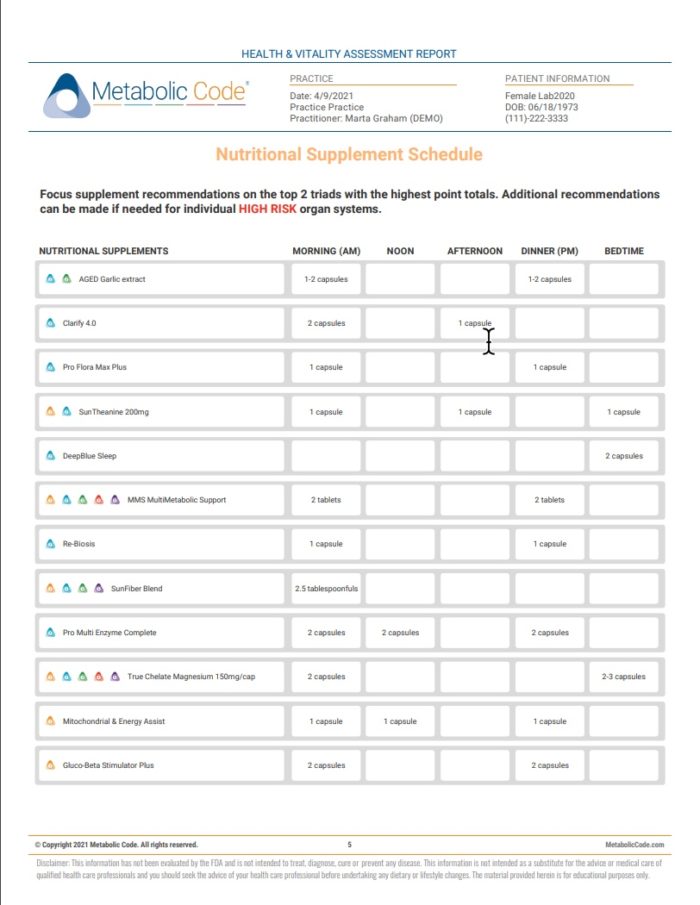 HEALTH & VITALITY ASSESSMENT REPORT
Metabolic Code®
PRACTICE
Date: 4/9/2021
Practice Practice
Practitioner: Marta Graham (DEMO)
PATIENT INFORMATION
Female Lab2020
DOB: 06/18/1973
(111)-222-3333
Nutritional Supplement Schedule
Focus supplement recommendations on the top 2 triads with the highest point totals. Additional recommendations
can be made if needed for individual HIGH RISK organ systems.
NUTRITIONAL SUPPLEMENTS MORNING (AM) NOON AFTERNOON DINNER (PM) BEDTIME
AGED Garlic extract 1-2 capsules 1-2 capsules
Clarify 4.0 2 capsules 1 capsule
Pro Flora Max Plus 1 capsule 1 capsule
SunTheanine 200mg 1 capsule 1 capsule 1 capsule
DeepBlue Sleep 2 capsules
MMS MultiMetabolic Support 2 tablets 2 tablets
Re-Biosis 1 capsule 1 capsule
SunFiber Blend 2.5 tablespoonfuls
Pro Multi Enzyme Complete 2 capsules 2 capsules 2 capsules
True Chelate Magnesium 150mg/cap 2 capsules 2-3 capsules
Mitochondrial & Energy Assist 1 capsule 1 capsule 1 capsule
Gluco-Beta Stimulator Plus 2 capsules 2 capsules
© Copyright 2021 Metabolic Code. All rights reserved. 5 MetabolicCode.com
Disclaimer: This information has not been evaluated by the FDA and is not intended to treat, diagnose, cure or prevent any disease. This information is not intended as a substitute for the advice or medical care of
qualified health care professionals and you should seek the advice of your health care professional before undertaking any dietary or lifestyle changes. The material provided herein is for educational purposes only.